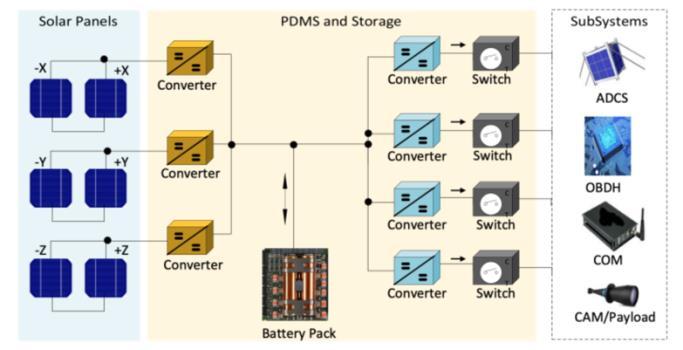 Solar Panels
PDMS and Storage
SubSystems
-X
+X
Converter
Converter
Switch
ADCS
-Y
+Y
Converter
Converter
Switch
OBDH
-Z
+Z
Converter
Converter
Switch
COM
Converter
Switch
CAM/Payload
Battery Pack